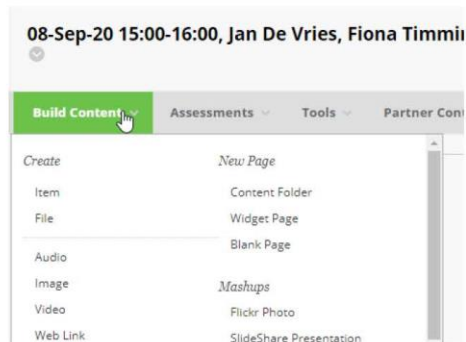 08-Sep-20 15:00-16:00, Jan De Vries, Fiona
Build Content Assessments Tools Partner
Create
Item
File
Audio
Image
Video
Web Link
New Page
Content Folder
Widget Page
Blank Page
Mashups
Flickr Photo
SlideShare Presentation